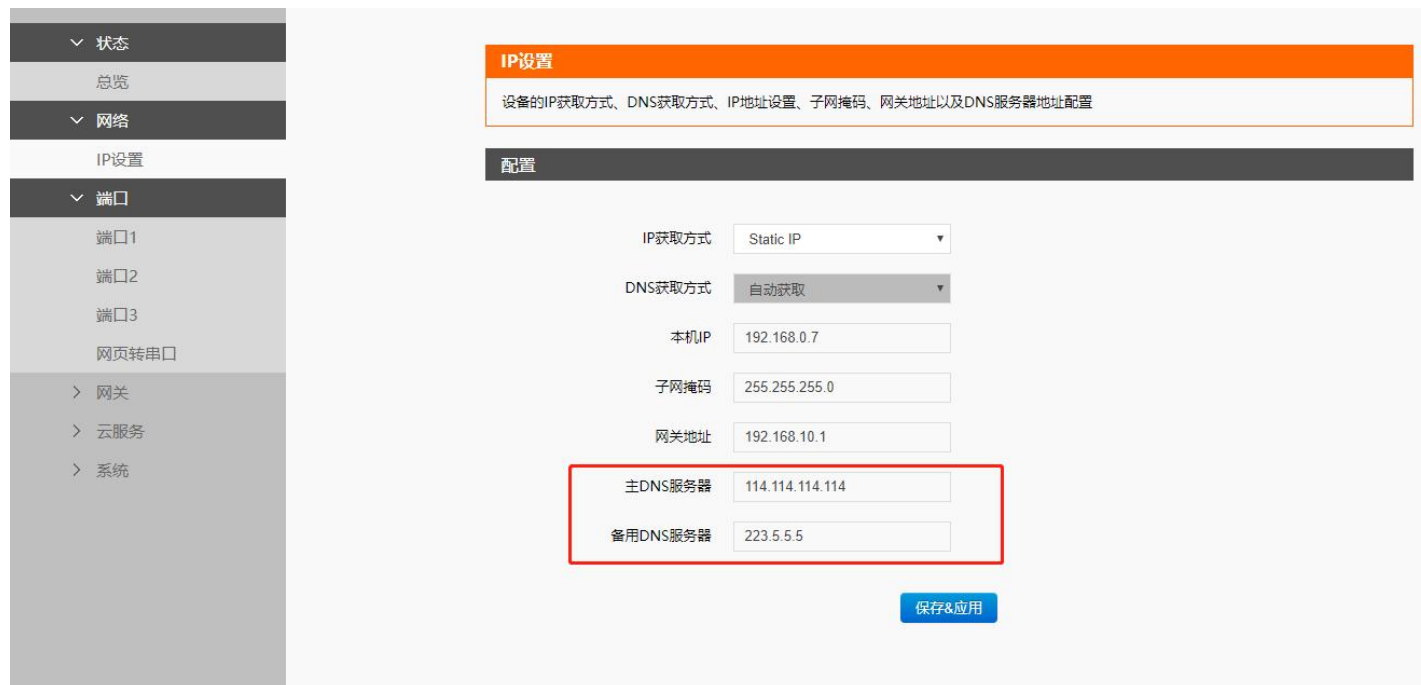 状态
总览
网络
IP设置
端口
端口1
端口2
端口3
网页转串口
网关
云服务
系统
IP设置
设备的IP获取方式、DNS获取方式、IP地址设置、子网掩码、网关地址以及DNS服务器地址配置
配置
IP获取方式 Static IP
DNS获取方式 自动获取
本机IP 192.168.0.7
子网掩码 255.255.255.0
网关地址 192.168.10.1
主DNS服务器 114.114.114.114
备用DNS服务器 223.5.5.5
保存&应用